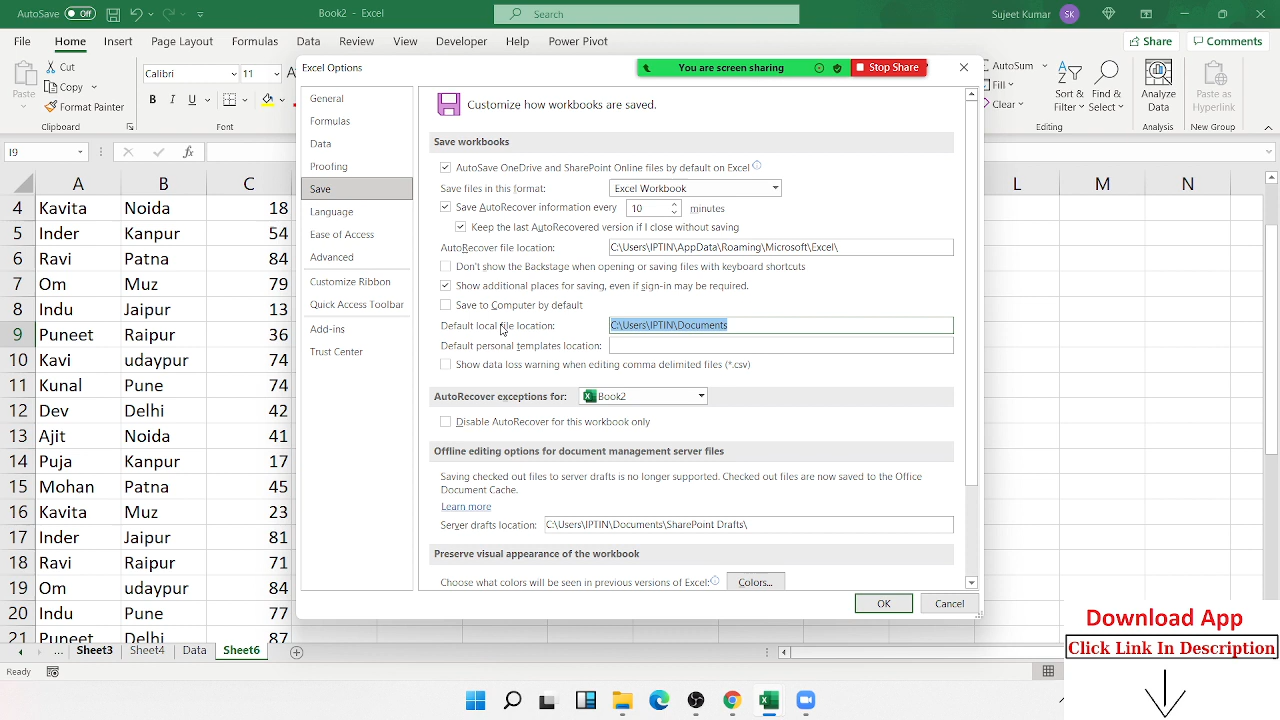 AutoSave Off Book2 - Excel Search Sujeet Kumar SK
File Home Insert Page Layout Formulas Data Review View Developer Help Power Pivot Share Comments
Excel Options You are screen sharing Stop Share
Paste Cut Copy Format Painter Clipboard
Calibri 11 A B I U Font
AutoSum Fill Clear Sort & Filter Find & Select Editing
Analyze Data Analysis
Paste as Hyperlink New Group
I9 fx
General
Formulas
Data
Proofing
Save
Language
Ease of Access
Advanced
Customize Ribbon
Quick Access Toolbar
Add-ins
Trust Center
Customize how workbooks are saved.
Save workbooks
AutoSave OneDrive and SharePoint Online files by default on Excel
Save files in this format: Excel Workbook
Save AutoRecover information every 10 minutes
Keep the last AutoRecovered version if I close without saving
AutoRecover file location: C:\Users\IPTIN\AppData\Roaming\Microsoft\Excel\
Don't show the Backstage when opening or saving files with keyboard shortcuts
Show additional places for saving, even if sign-in may be required.
Save to Computer by default
Default local file location: C:\Users\IPTIN\Documents
Default personal templates location:
Show data loss warning when editing comma delimited files (*.csv)
AutoRecover exceptions for: Book2
Disable AutoRecover for this workbook only
Offline editing options for document management server files
Saving checked out files to server drafts is no longer supported. Checked out files are now saved to the Office
Document Cache.
Learn more
Server drafts location: C:\Users\IPTIN\Documents\SharePoint Drafts\
Preserve visual appearance of the workbook
Choose what colors will be seen in previous versions of Excel: Colors...
OK Cancel
A B C L M N
4 Kavita Noida 18
5 Inder Kanpur 54
6 Ravi Patna 84
7 Om Muz 79
8 Indu Jaipur 13
9 Puneet Raipur 36
10 Kavi udaypur 74
11 Kunal Pune 74
12 Dev Delhi 42
13 Ajit Noida 41
14 Puja Kanpur 17
15 Mohan Patna 45
16 Kavita Muz 23
17 Inder Jaipur 81
18 Ravi Raipur 71
19 Om udaypur 84
20 Indu Pune 77
21 Puneet Delhi 87
... Sheet3 Sheet4 Data Sheet6
Ready
Download App
Click Link In Description